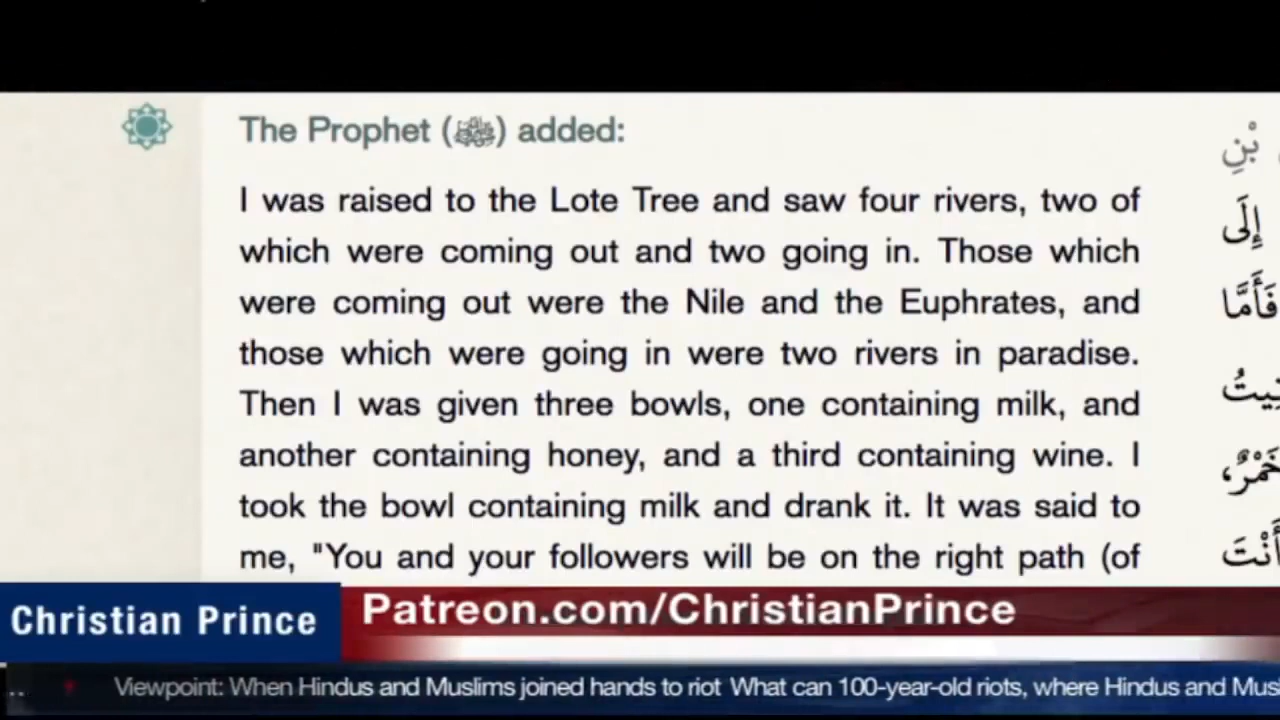 The Prophet (ﷺ) added:
I was raised to the Lote Tree and saw four rivers, two of
which were coming out and two going in. Those which
were coming out were the Nile and the Euphrates, and
those which were going in were two rivers in paradise.
Then I was given three bowls, one containing milk, and
another containing honey, and a third containing wine. I
took the bowl containing milk and drank it. It was said to
me, "You and your followers will be on the right path (of
بْنِ
إِلَى
فَأَمَّا
Christian Prince
Patreon.com/ChristianPrince
Viewpoint: When Hindus and Muslims joined hands to riot What can 100-year-old riots, where Hindus and Mus